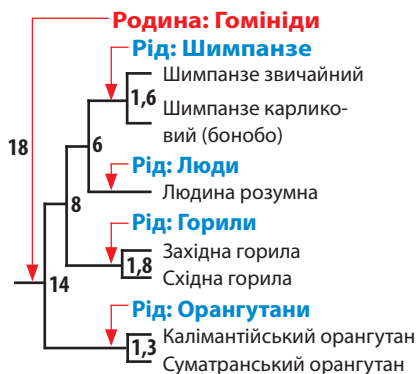 Родина: Гомініди
Рід: Шимпанзе
Шимпанзе звичайний
1,6
Шимпанзе карлико-
вий (бонобо)
18
6
Рід: Люди
Людина розумна
8
Рід: Горили
Західна горила
1,8
Східна горила
14
Рід: Орангутани
Калімантійський орангутан
1,3
Суматранський орангутан